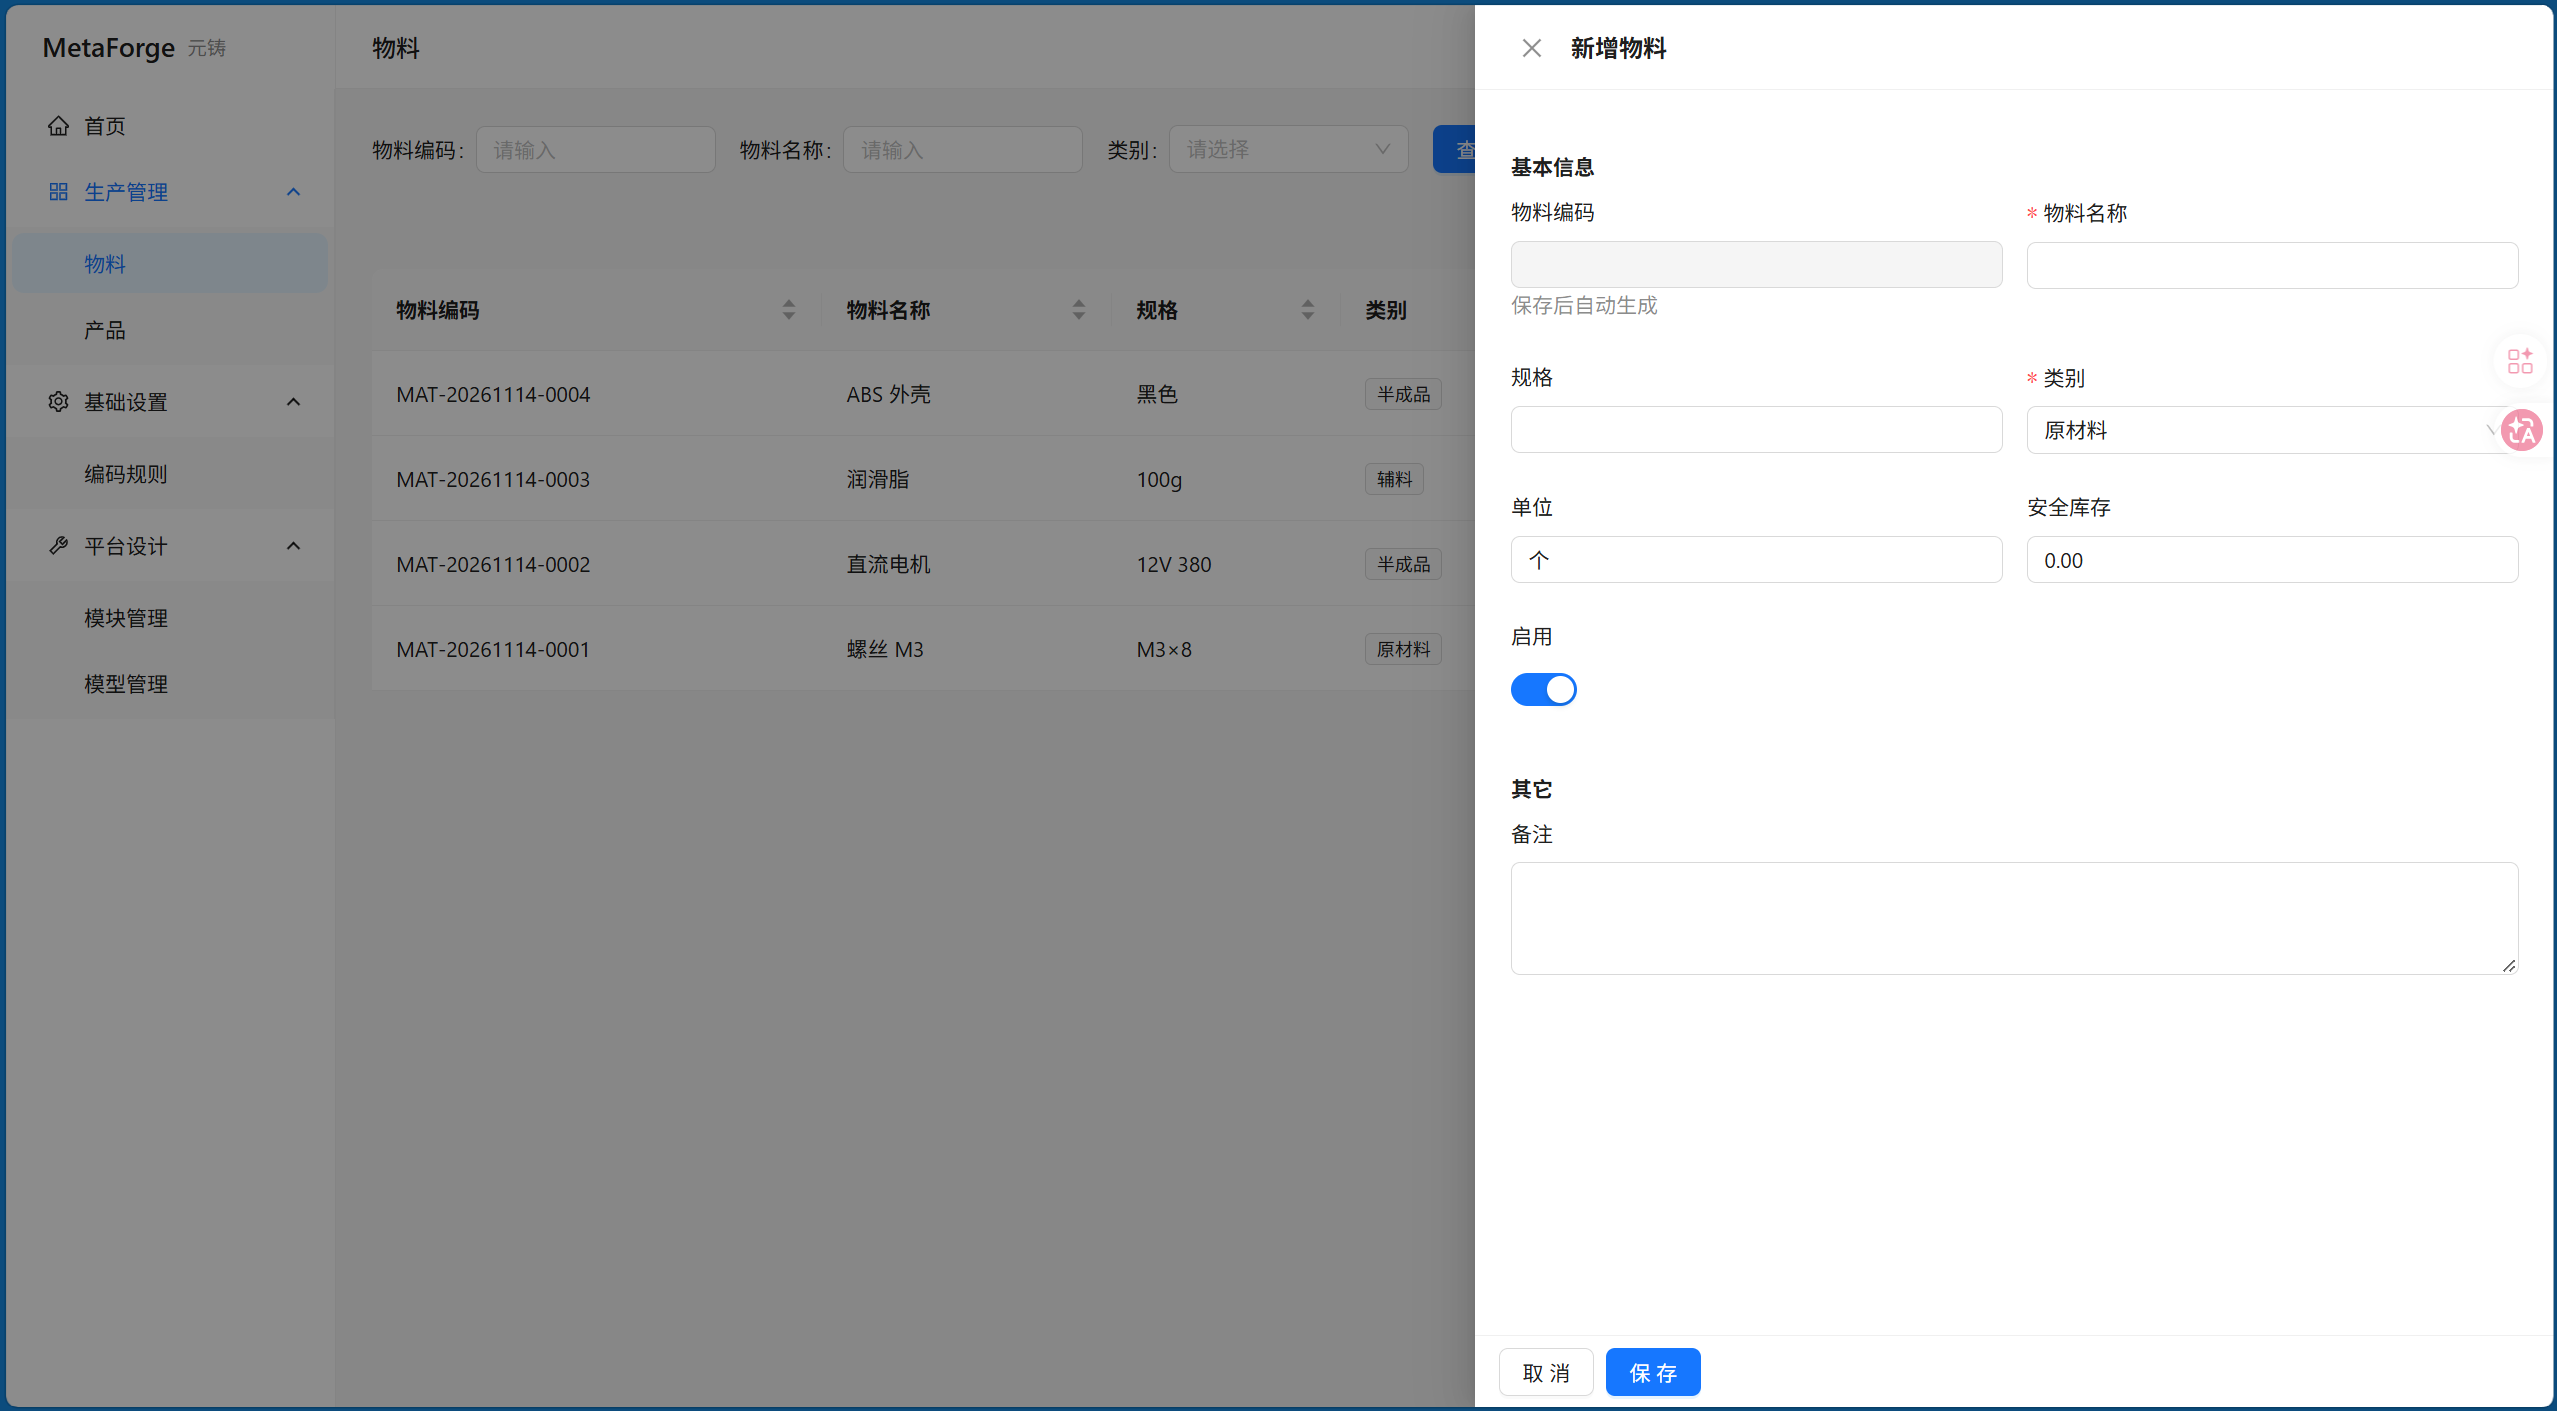 MetaForge 元铸
首页
生产管理
物料
产品
基础设置
编码规则
平台设计
模块管理
模型管理
物料
物料编码: 请输入 物料名称: 请输入 类别: 请选择 查
物料编码 物料名称 规格 类别
MAT-20261114-0004 ABS 外壳 黑色 半成品
MAT-20261114-0003 润滑脂 100g 辅料
MAT-20261114-0002 直流电机 12V 380 半成品
MAT-20261114-0001 螺丝 M3 M3×8 原材料
新增物料
基本信息
物料编码 * 物料名称
保存后自动生成
规格 * 类别
原材料
单位 安全库存
个 0.00
启用
其它
备注
取 消 保 存